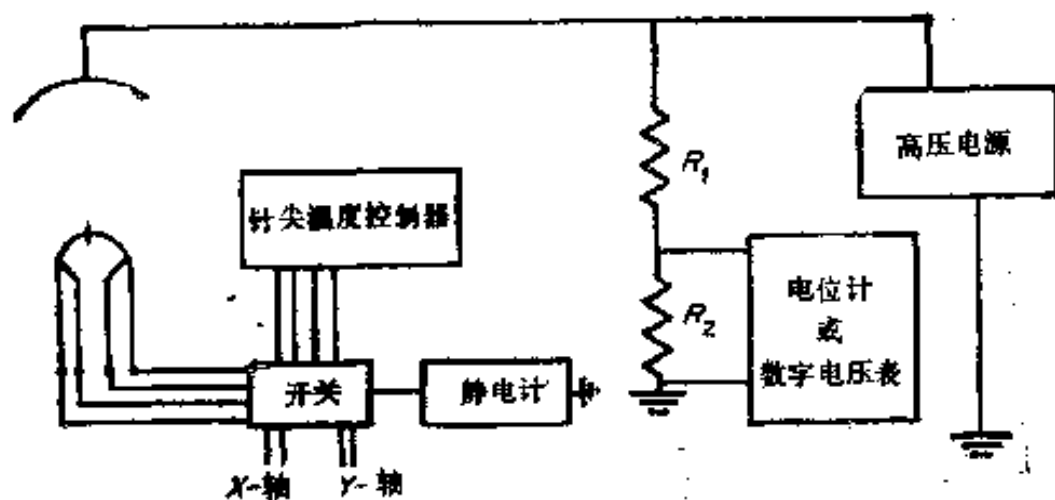 高压电源
R₁
针尖温度控制器
电位计
或
数字电压表
R₂
开关
静电计
X-轴
Y-轴